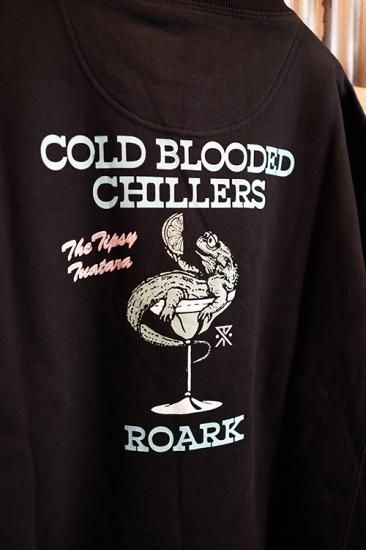 COLD BLOODED
CHILLERS
The Tipsy
Tuatara
ROARK